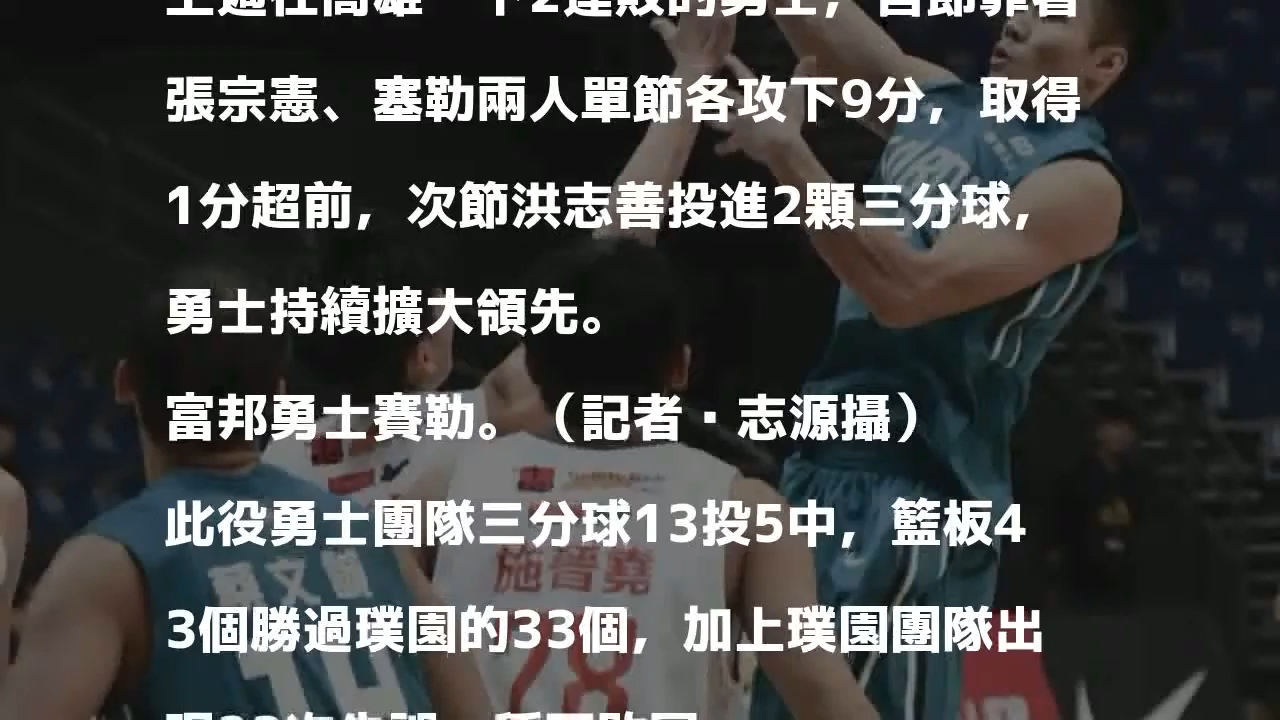 張宗憲、塞勒兩人單節各攻下9分，取得
1分超前，次節洪志善投進2顆三分球，
勇士持續擴大領先。
富邦勇士賽勒。（記者·志源攝）
此役勇士團隊三分球13投5中，籃板4
3個勝過璞園的33個，加上璞園團隊出
施晉堯
78
文誠
14